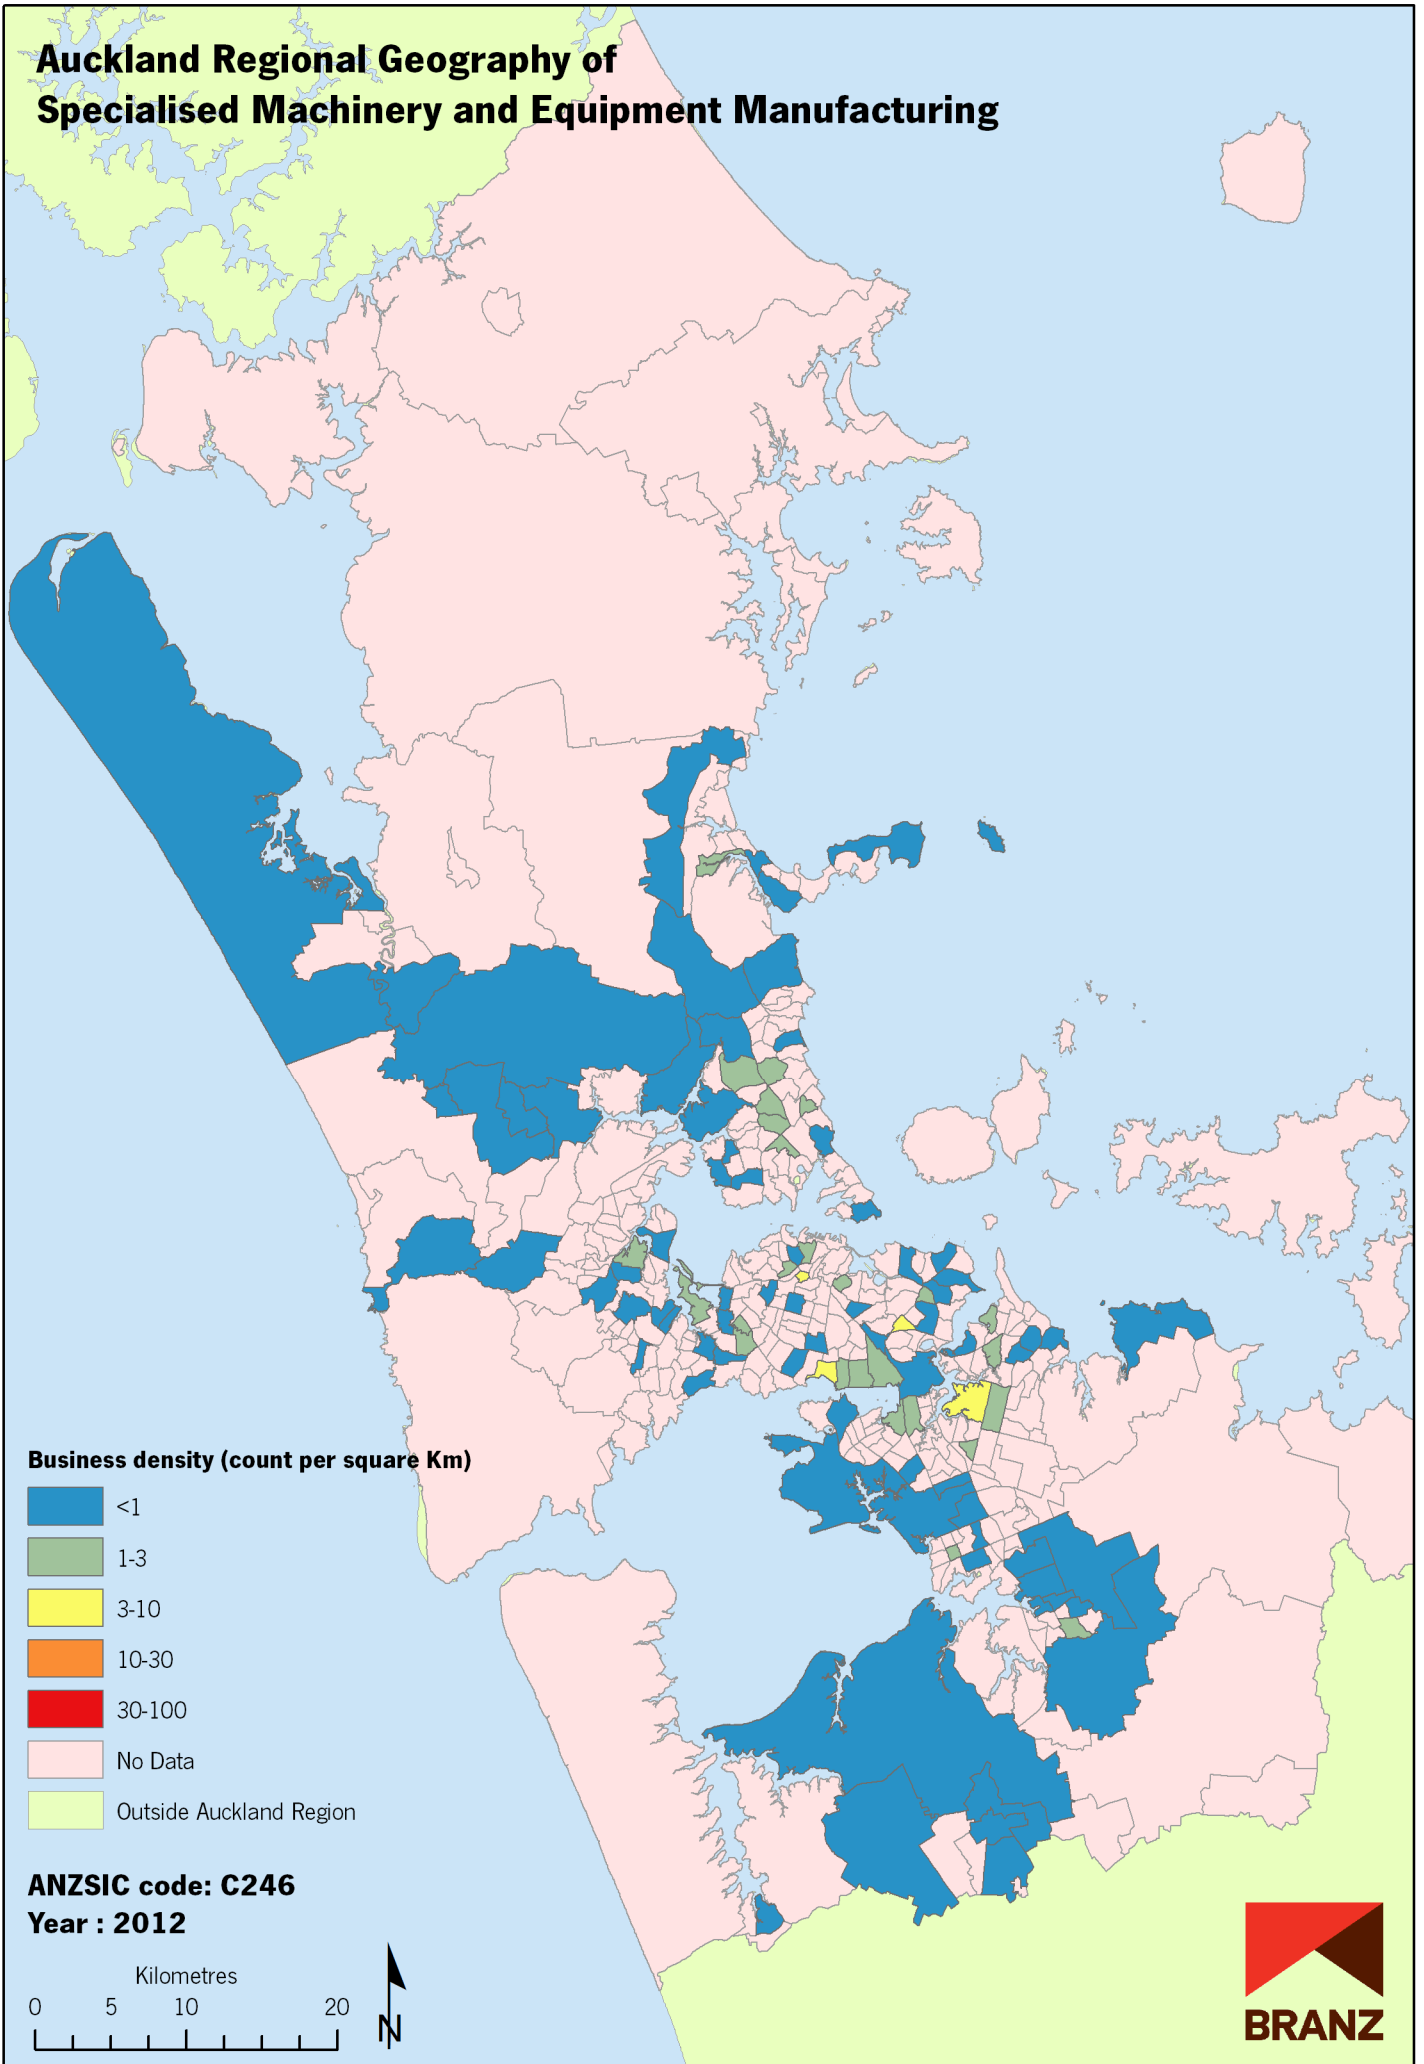 Auckland Regional Geography of
Specialised Machinery and Equipment Manufacturing
Business density (count per square Km)
<1
1-3
3-10
10-30
30-100
No Data
Outside Auckland Region
ANZSIC code: C246
Year : 2012
Kilometres
0 5 10 20
N
BRANZ